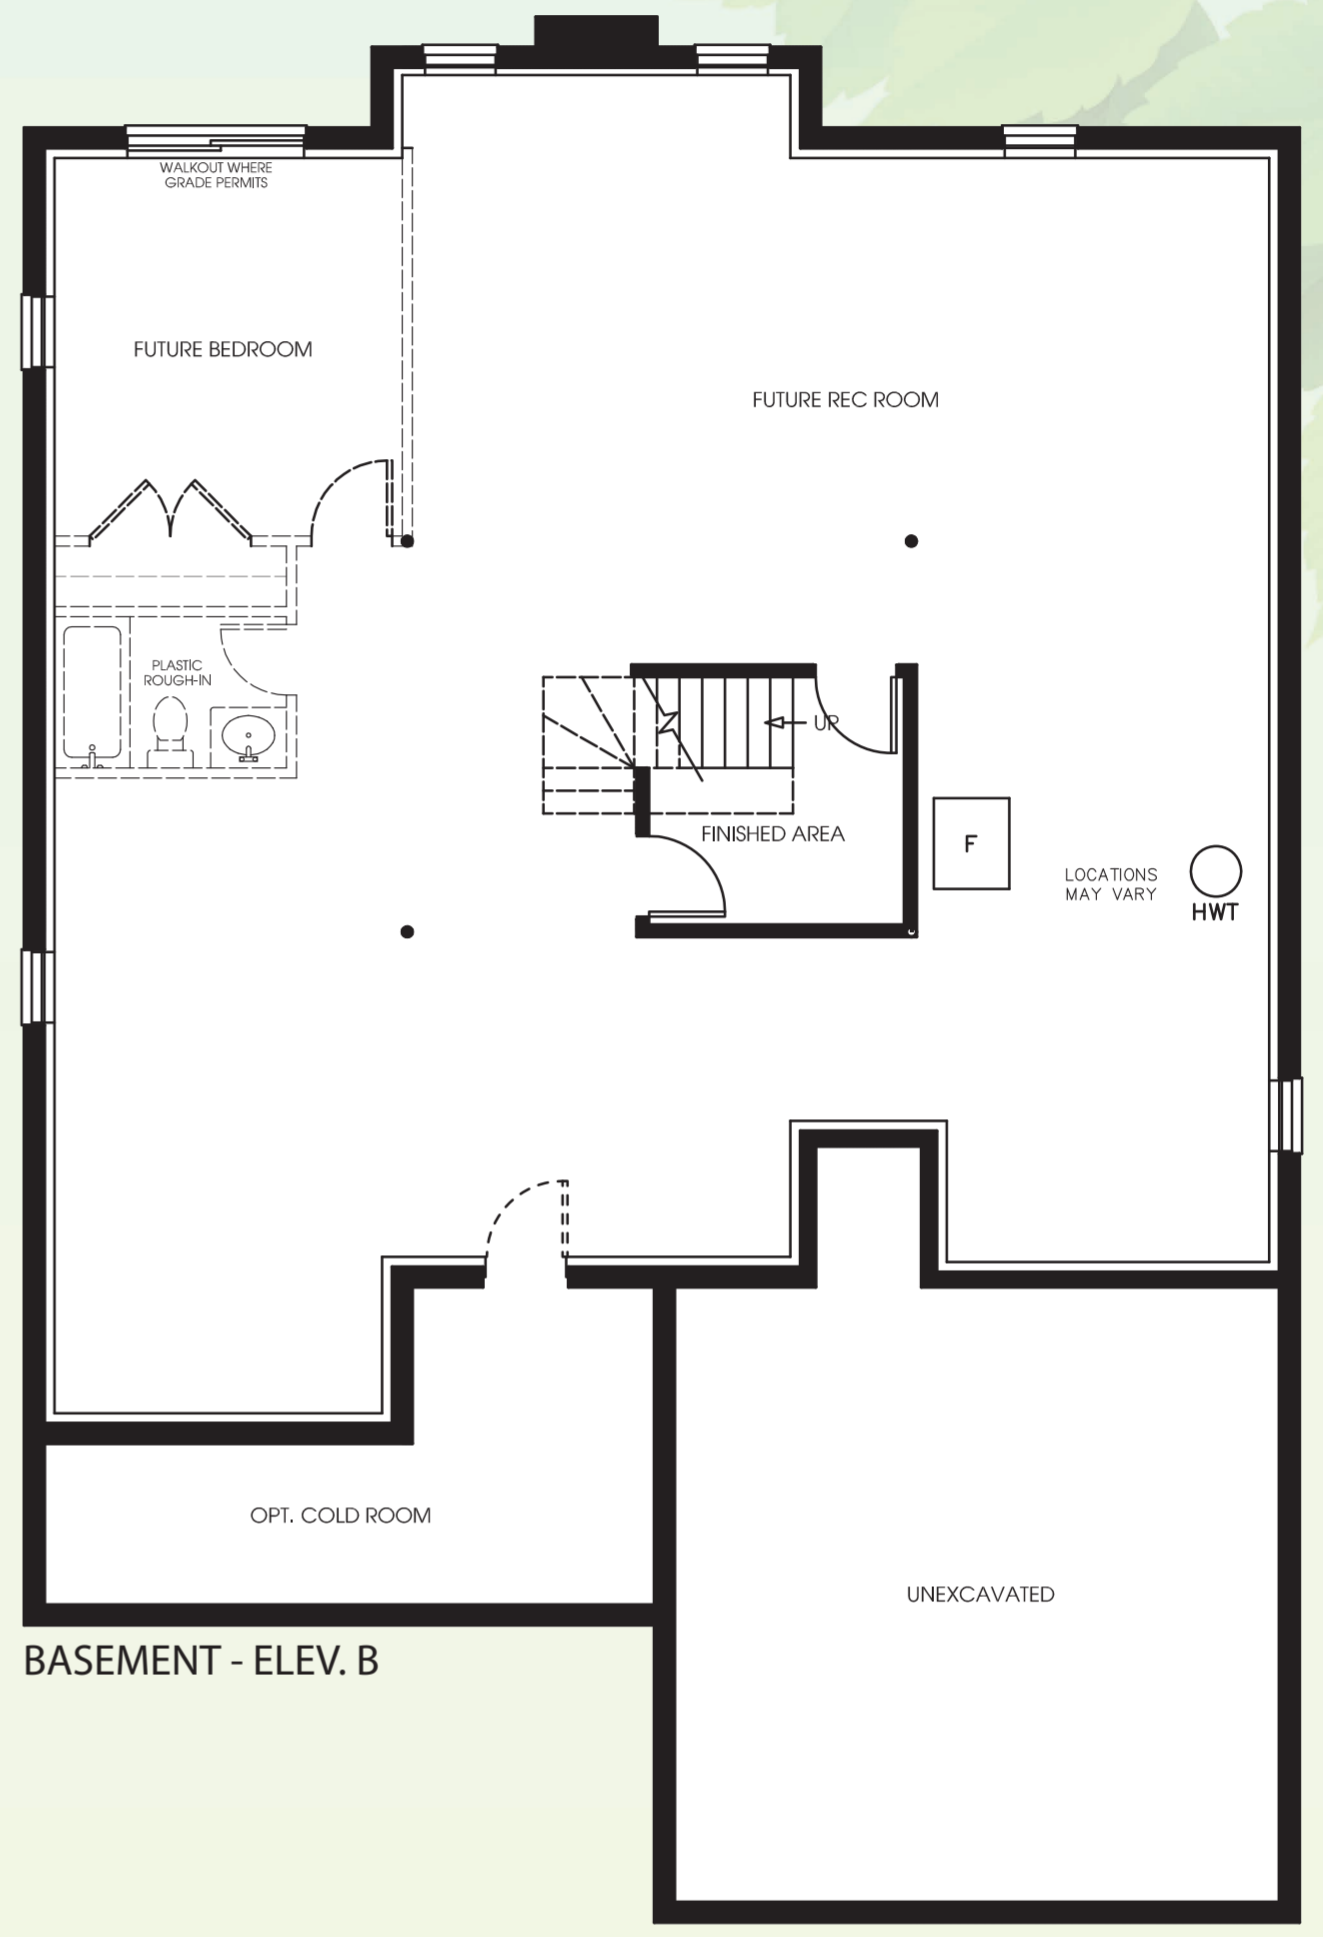 WALKOUT WHERE
GRADE PERMITS
FUTURE BEDROOM
FUTURE REC ROOM
PLASTIC
ROUGH-IN
UP
FINISHED AREA
F
LOCATIONS
MAY VARY
HWT
OPT. COLD ROOM
UNEXCAVATED
BASEMENT - ELEV. B